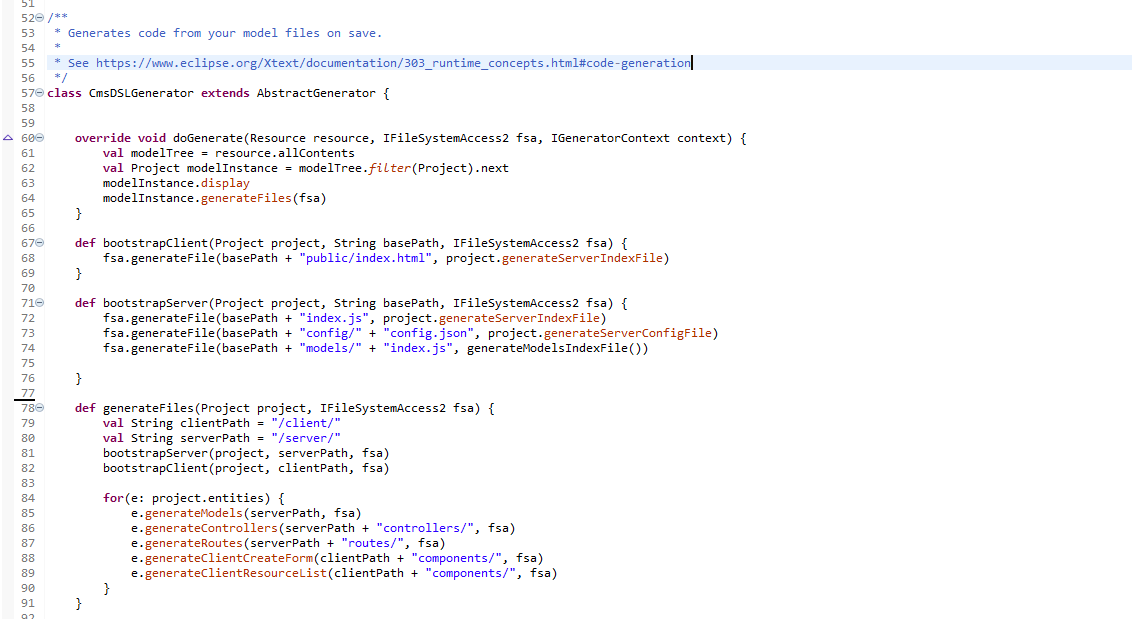 51
52 /**
53  * Generates code from your model files on save.
54  *
55  * See https://www.eclipse.org/Xtext/documentation/303_runtime_concepts.html#code-generation
56  */
57 class CmsDSLGenerator extends AbstractGenerator {
58
59
60     override void doGenerate(Resource resource, IFileSystemAccess2 fsa, IGeneratorContext context) {
61         val modelTree = resource.allContents
62         val Project modelInstance = modelTree.filter(Project).next
63         modelInstance.display
64         modelInstance.generateFiles(fsa)
65     }
66
67     def bootstrapClient(Project project, String basePath, IFileSystemAccess2 fsa) {
68         fsa.generateFile(basePath + "public/index.html", project.generateServerIndexFile)
69     }
70
71     def bootstrapServer(Project project, String basePath, IFileSystemAccess2 fsa) {
72         fsa.generateFile(basePath + "index.js", project.generateServerIndexFile)
73         fsa.generateFile(basePath + "config/" + "config.json", project.generateServerConfigFile)
74         fsa.generateFile(basePath + "models/" + "index.js", generateModelsIndexFile())
75
76     }
77
78     def generateFiles(Project project, IFileSystemAccess2 fsa) {
79         val String clientPath = "/client/"
80         val String serverPath = "/server/"
81         bootstrapServer(project, serverPath, fsa)
82         bootstrapClient(project, clientPath, fsa)
83
84         for(e: project.entities) {
85             e.generateModels(serverPath, fsa)
86             e.generateControllers(serverPath + "controllers/", fsa)
87             e.generateRoutes(serverPath + "routes/", fsa)
88             e.generateClientCreateForm(clientPath + "components/", fsa)
89             e.generateClientResourceList(clientPath + "components/", fsa)
90         }
91     }
92